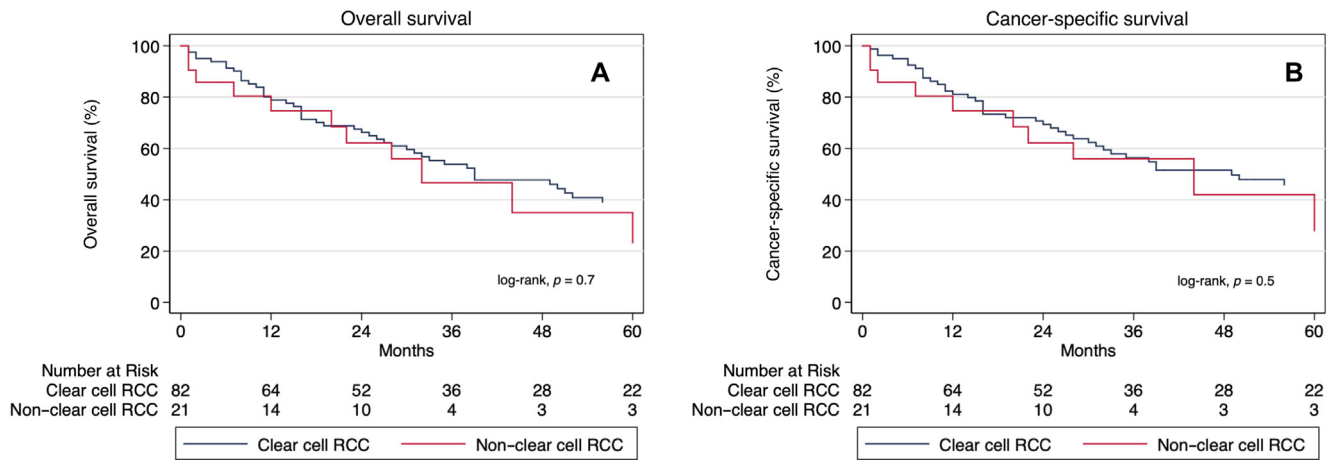 Overall survival
A
Overall survival (%)
100
80
60
40
20
0
log-rank, p = 0.7
0 12 24 36 48 60
Months
Number at Risk
Clear cell RCC 82 64 52 36 28 22
Non-clear cell RCC 21 14 10 4 3 3
Clear cell RCC Non-clear cell RCC
Cancer-specific survival
B
Cancer-specific survival (%)
100
80
60
40
20
0
log-rank, p = 0.5
0 12 24 36 48 60
Months
Number at Risk
Clear cell RCC 82 64 52 36 28 22
Non-clear cell RCC 21 14 10 4 3 3
Clear cell RCC Non-clear cell RCC